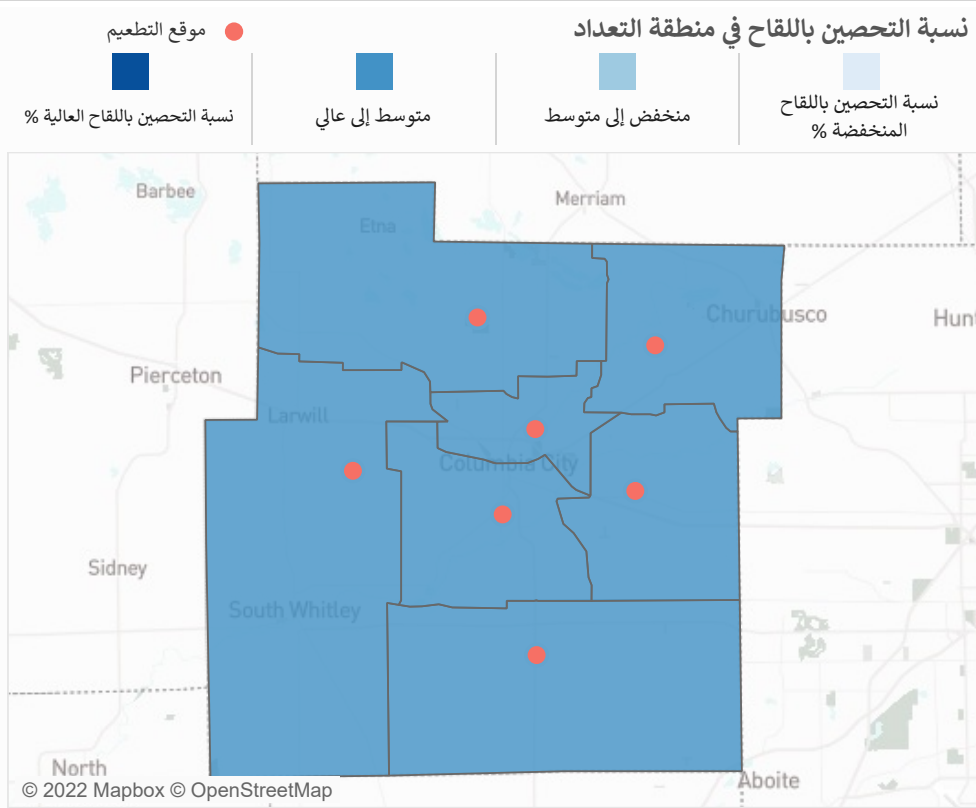 نسبة التحصين باللقاح في منطقة التعداد
موقع التطعيم
نسبة التحصين باللقاح
المنخفضة %
منخفض إلى متوسط
متوسط إلى عالي
نسبة التحصين باللقاح العالية %
Barbee
Merriam
Etna
Churubusco
Hunt
Pierceton
Larwill
Columbia City
Sidney
South Whitley
North
Aboite
© 2022 Mapbox © OpenStreetMap